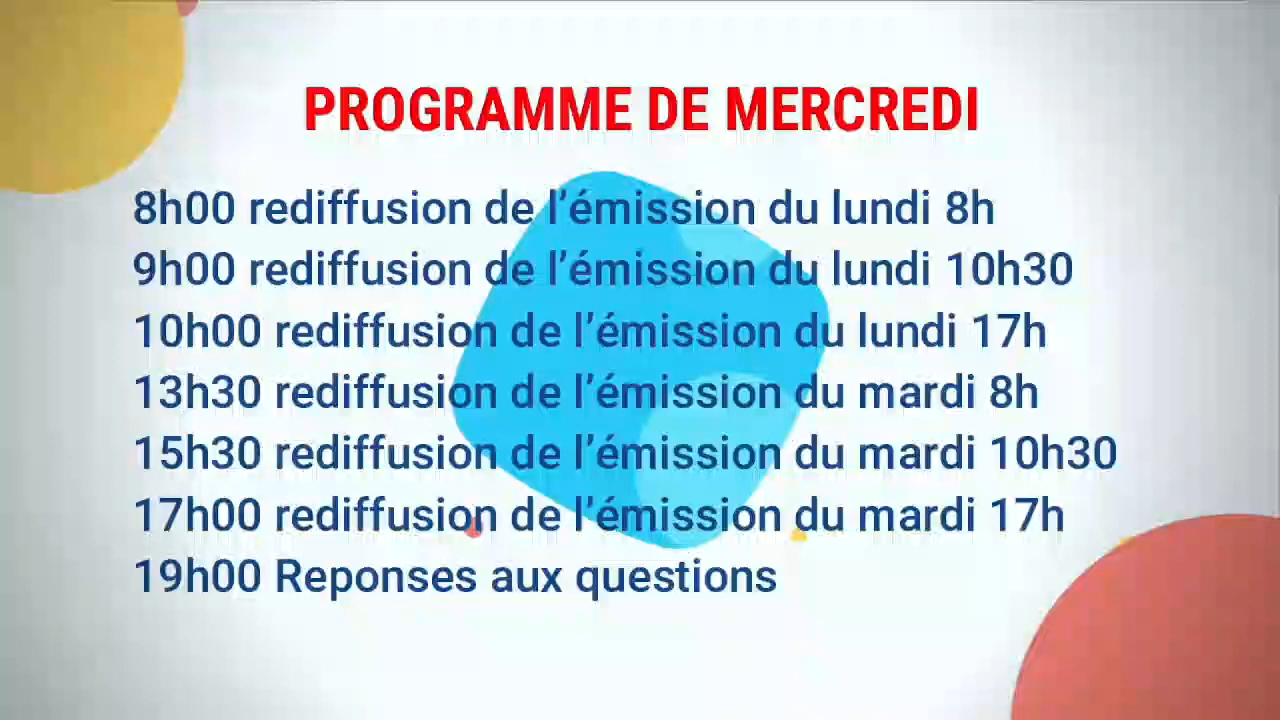 PROGRAMME DE MERCREDI
8h00 rediffusion de l’émission du lundi 8h
9h00 rediffusion de l’émission du lundi 10h30
10h00 rediffusion de l’émission du lundi 17h
13h30 rediffusion de l’émission du mardi 8h
15h30 rediffusion de l’émission du mardi 10h30
17h00 rediffusion de l’émission du mardi 17h
19h00 Reponses aux questions